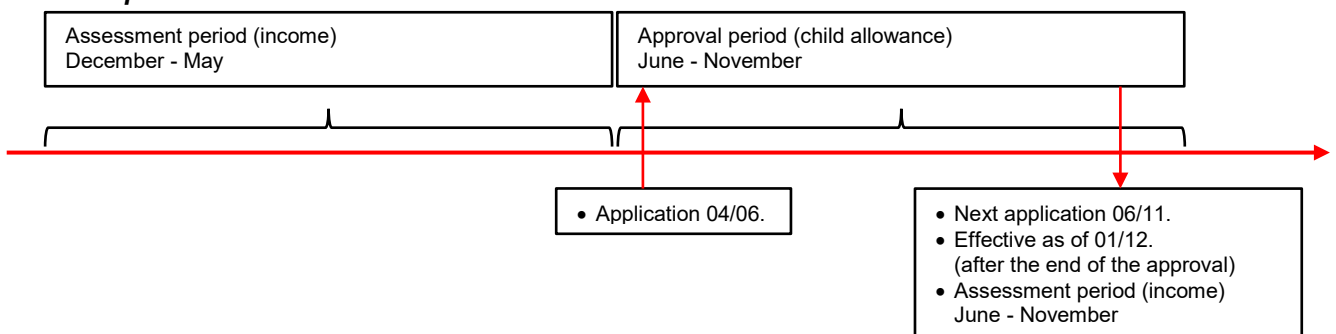 Assessment period (income)
December - May
Approval period (child allowance)
June - November
• Application 04/06.
• Next application 06/11.
• Effective as of 01/12.
(after the end of the approval)
• Assessment period (income)
June - November